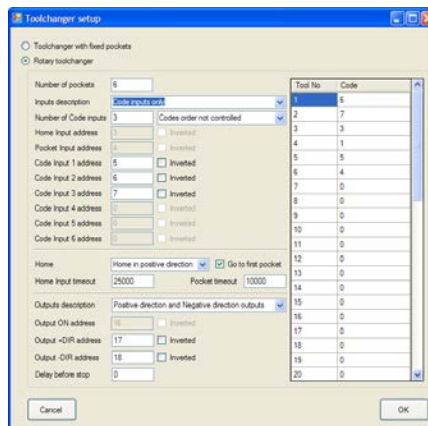 Toolchanger setup
Toolchanger with fixed pockets
Rotary toolchanger
Number of pockets 6
Inputs description Code inputs only
Number of Code inputs 3 Codes order not controlled
Home Input address 3 Inverted
Pocket Input address 4 Inverted
Code Input 1 address 5 Inverted
Code Input 2 address 6 Inverted
Code Input 3 address 7 Inverted
Code Input 4 address 0 Inverted
Code Input 5 address 0 Inverted
Code Input 6 address 0 Inverted
Home Home in positive direction Go to first pocket
Home Input timeout 25000 Pocket timeout 10000
Outputs description Positive direction and Negative direction outputs
Output ON address 16 Inverted
Output +DIR address 17 Inverted
Output -DIR address 18 Inverted
Delay before stop 0
Tool No Code
1 6
2 7
3 3
4 1
5 5
6 4
7 0
8 0
9 0
10 0
11 0
12 0
13 0
14 0
15 0
16 0
17 0
18 0
19 0
20 0
Cancel OK